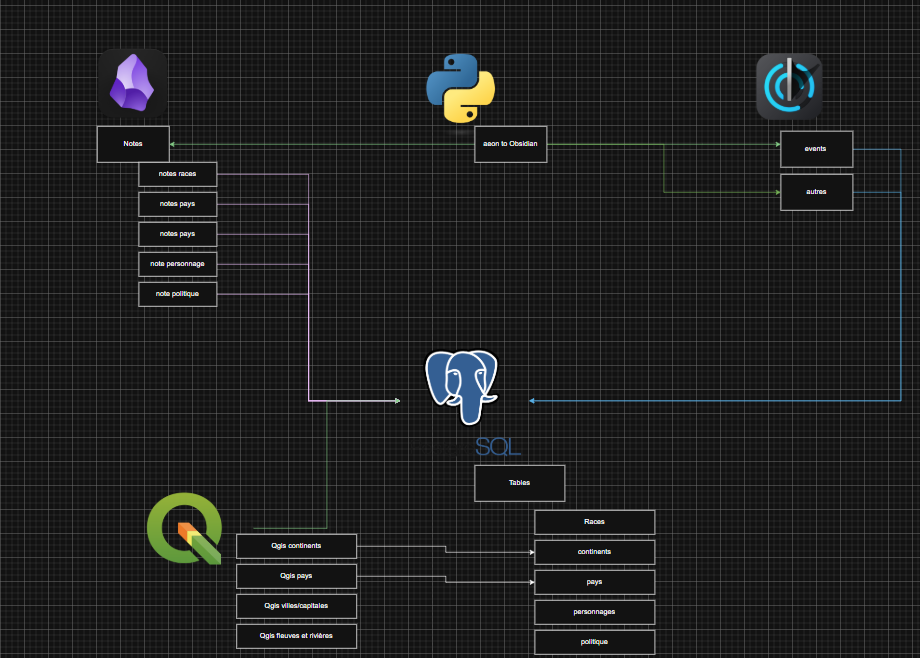 Notes
aeon to Obsidian
events
notes races
autres
notes pays
notes pays
note personnage
note politique
SQL
Tables
Races
Qgis continents
continents
Qgis pays
pays
Qgis villes/capitales
personnages
Qgis fleuves et rivières
politique